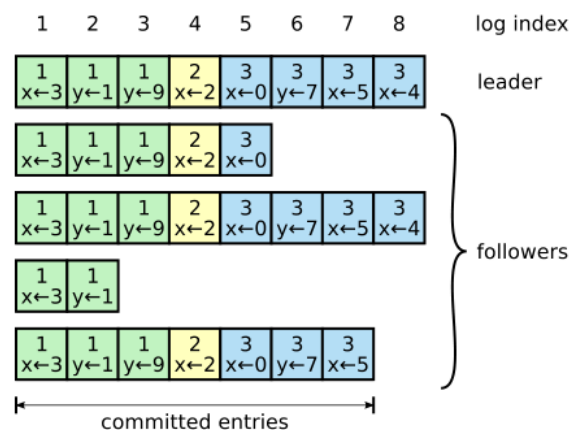 1 2 3 4 5 6 7 8 log index
1 1 1 2 3 3 3 3
x←3 y←1 y←9 x←2 x←0 y←7 x←5 x←4
leader
1 1 1 2 3
x←3 y←1 y←9 x←2 x←0
1 1 1 2 3 3 3 3
x←3 y←1 y←9 x←2 x←0 y←7 x←5 x←4
followers
1 1
x←3 y←1
1 1 1 2 3 3 3
x←3 y←1 y←9 x←2 x←0 y←7 x←5
committed entries